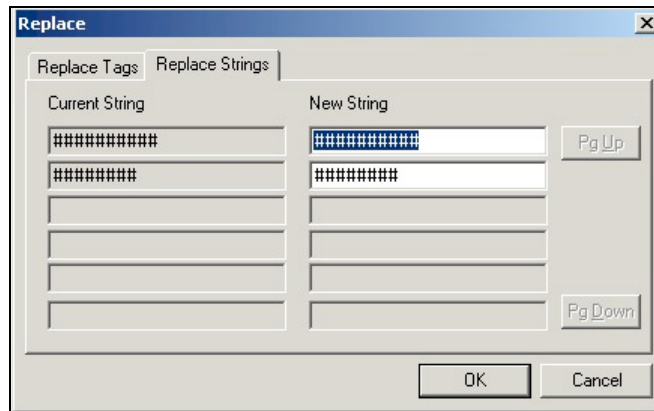 Replace
Replace Tags Replace Strings
Current String New String
########## ##########
Pg Up
######## ########
Pg Down
OK Cancel